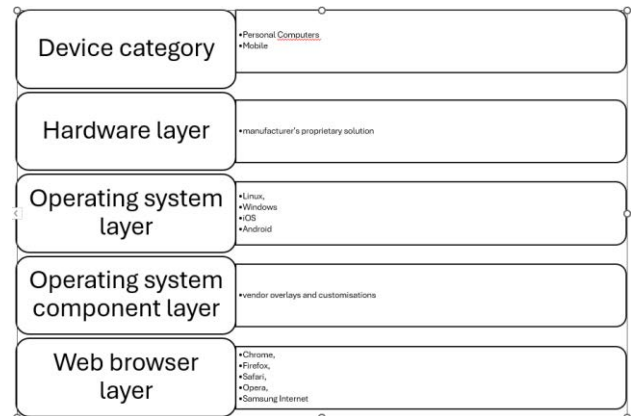 Device category
•Personal Computers
•Mobile
Hardware layer
•manufacturer's proprietary solution
Operating system
layer
•Linux,
•Windows
•iOS
•Android
Operating system
component layer
•vendor overlays and customisations
Web browser
layer
•Chrome,
•Firefox,
•Safari,
•Opera,
•Samsung Internet